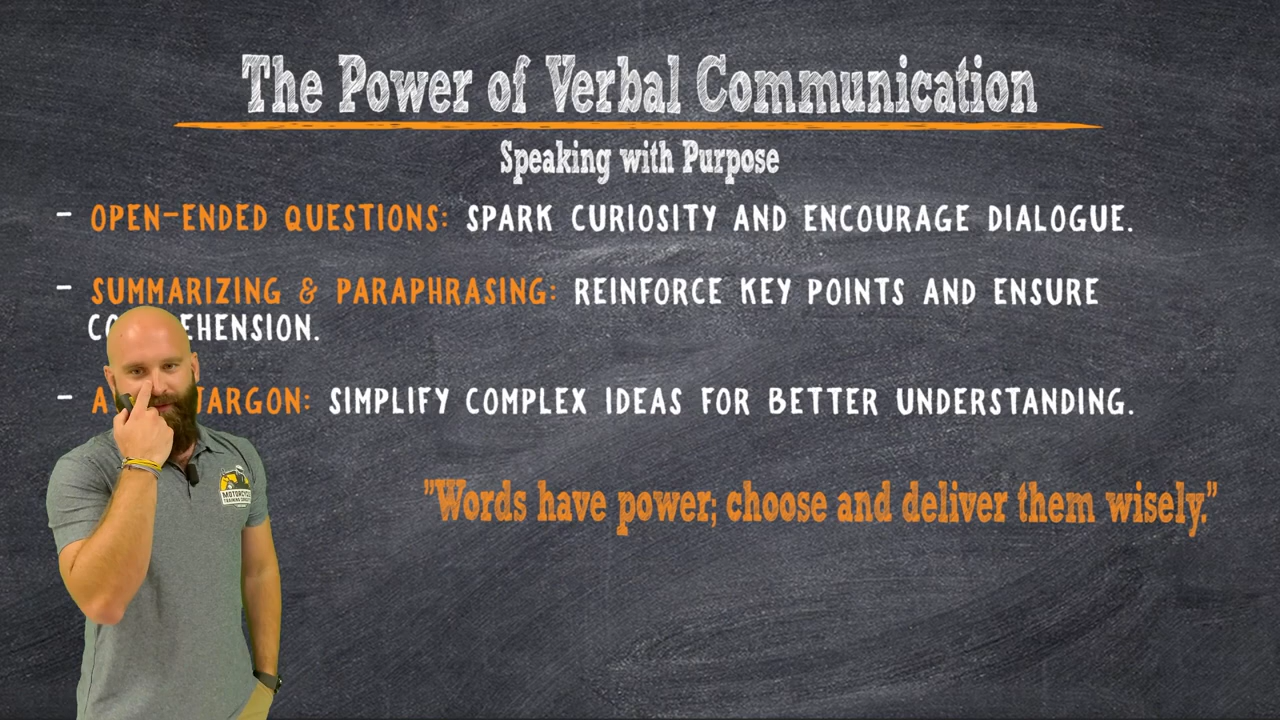 The Power of Verbal Communication
Speaking with Purpose
- OPEN-ENDED QUESTIONS: SPARK CURIOSITY AND ENCOURAGE DIALOGUE.
- SUMMARIZING & PARAPHRASING: REINFORCE KEY POINTS AND ENSURE
- JARGON: SIMPLIFY COMPLEX IDEAS FOR BETTER UNDERSTANDING.
"Words have power; choose and deliver them wisely."
MOTORCYCLE